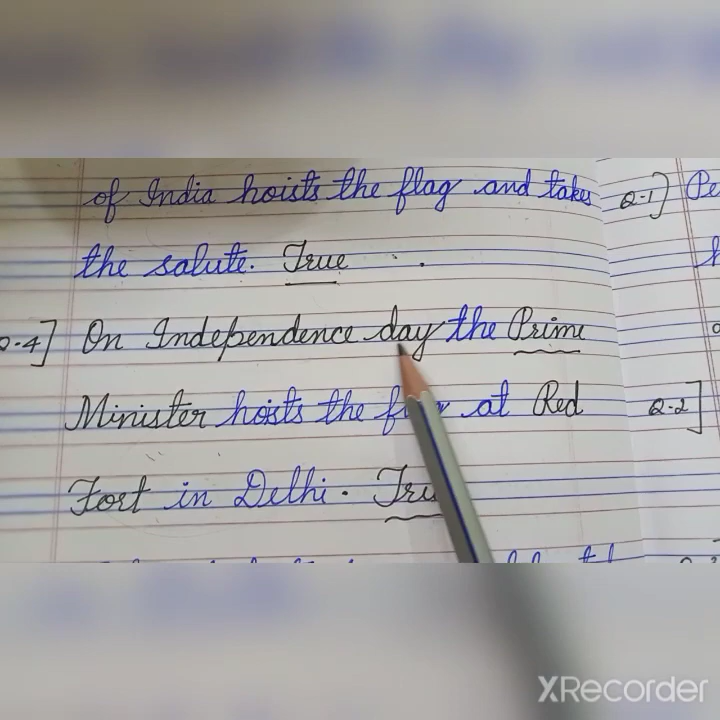 of India hoists the flag and takes
the salute. True
Q-4] On Independence day the Prime
Minister hoists the at Red
Fort in Delhi.
Q-1]
Q-2]
XRecorder